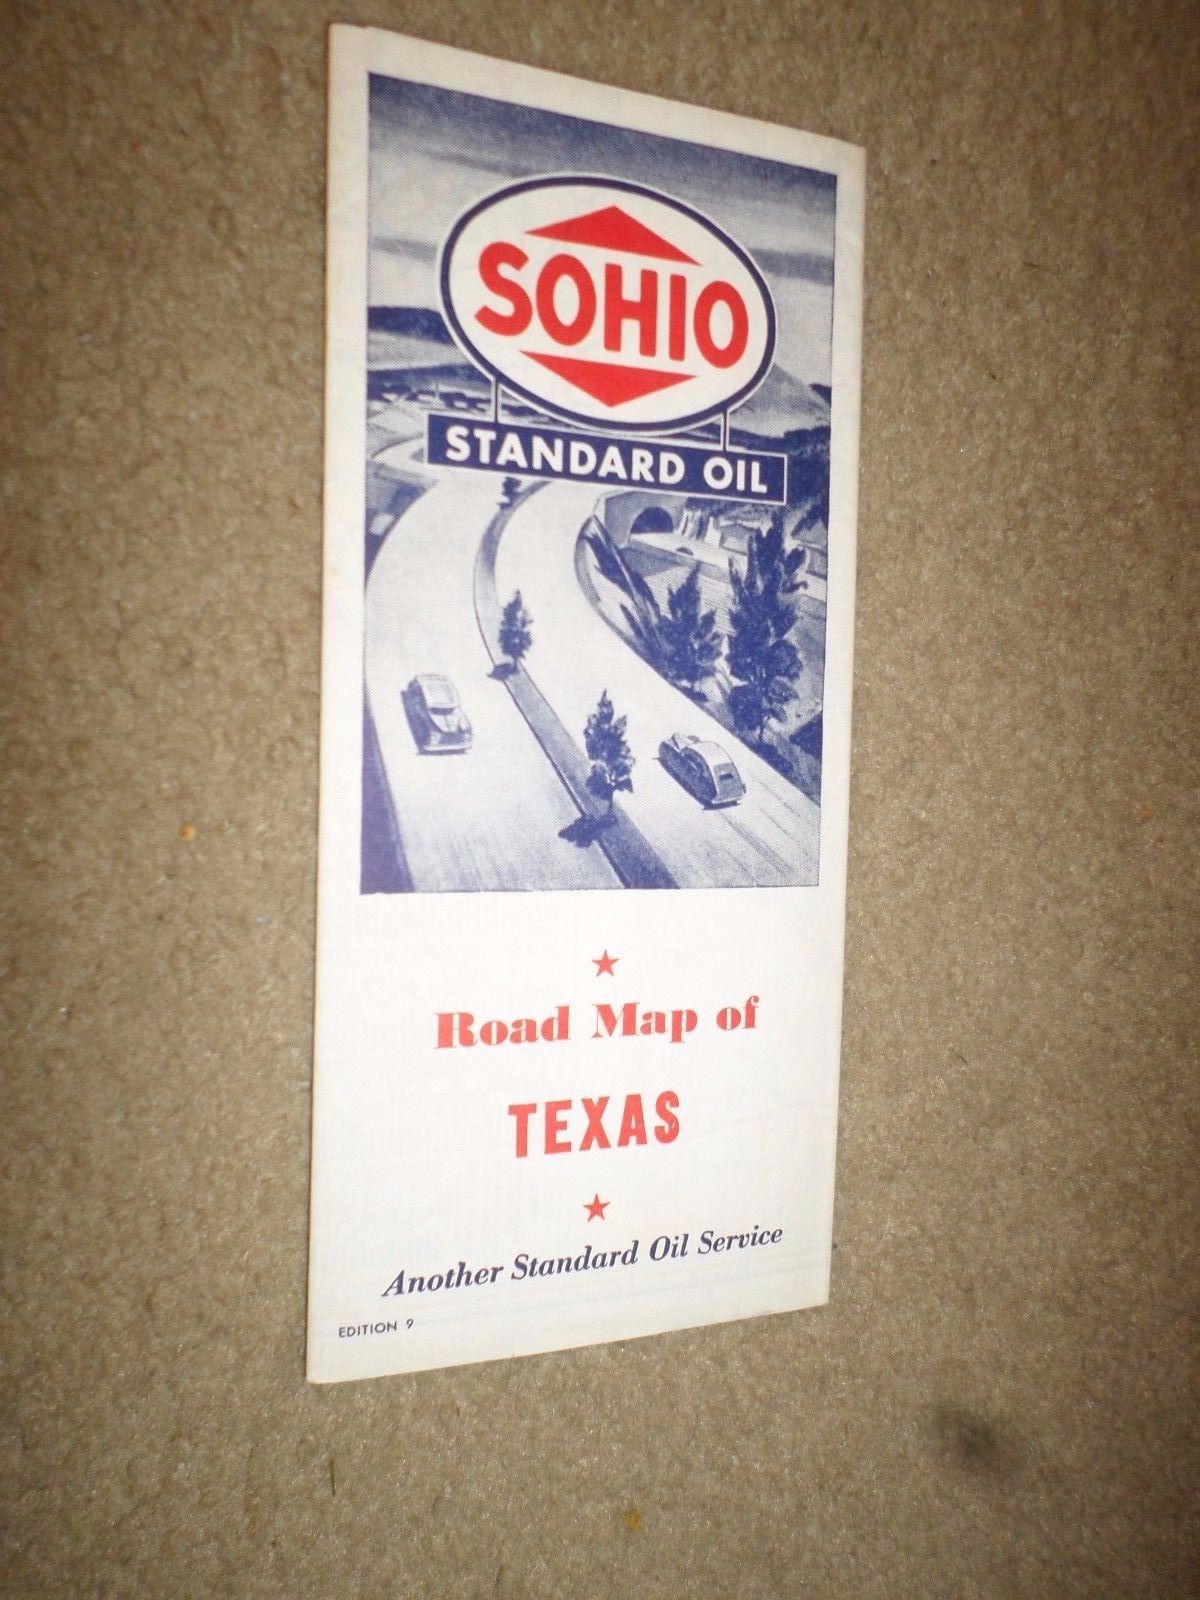 SOHIO
STANDARD OIL
Road Map of
TEXAS
Another Standard Oil Service
EDITION 9